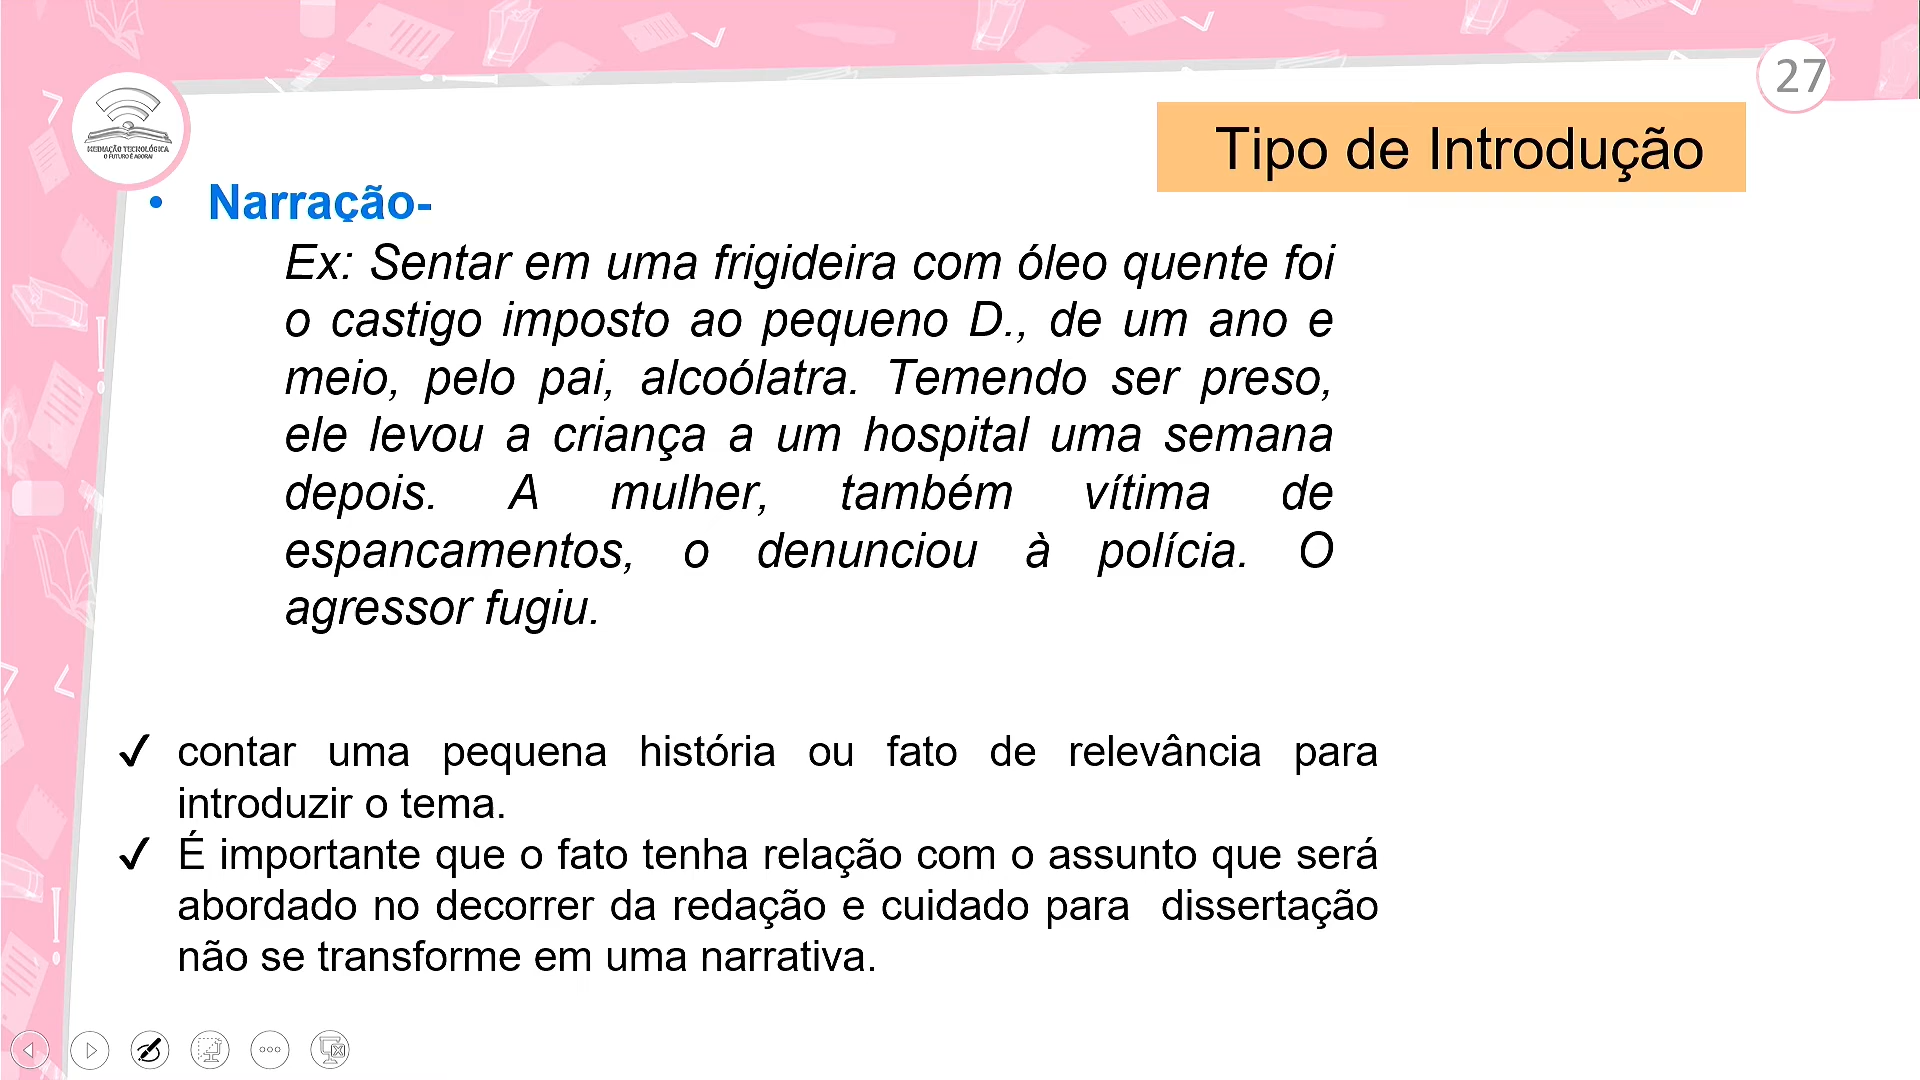 27
MEDIAÇÃO TECNOLÓGICA
O FUTURO É AGORA!
Tipo de Introdução
• Narração-
Ex: Sentar em uma frigideira com óleo quente foi
o castigo imposto ao pequeno D., de um ano e
meio, pelo pai, alcoólatra. Temendo ser preso,
ele levou a criança a um hospital uma semana
depois. A mulher, também vítima de
espancamentos, o denunciou à polícia. O
agressor fugiu.
✓ contar uma pequena história ou fato de relevância para
introduzir o tema.
✓ É importante que o fato tenha relação com o assunto que será
abordado no decorrer da redação e cuidado para dissertação
não se transforme em uma narrativa.